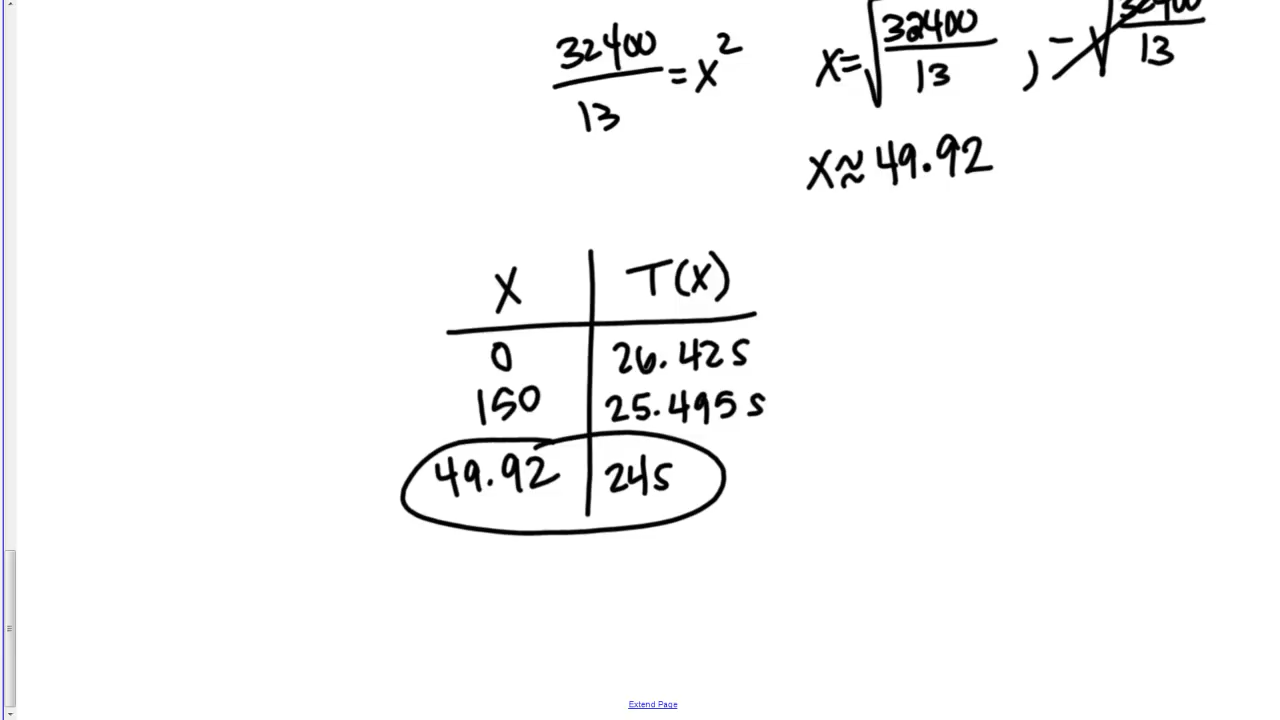 32400/13 = x²
x = √(32400/13) , -√(32400/13)
x ≈ 49.92
x | T(x)
0 | 26.42s
150 | 25.495s
49.92 | 24s
Extend Page